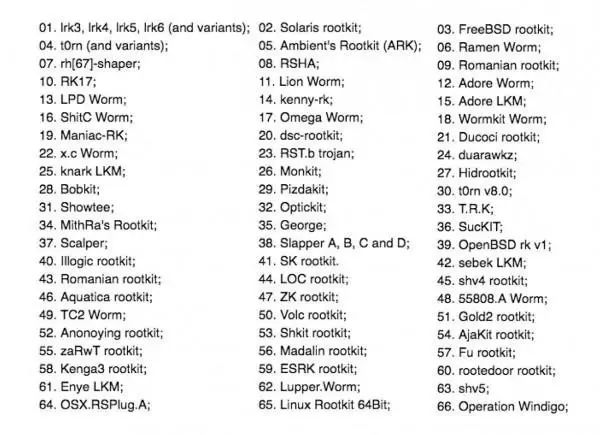 01. lrk3, lrk4, lrk5, lrk6 (and variants); 02. Solaris rootkit; 03. FreeBSD rootkit;
04. t0rn (and variants); 05. Ambient's Rootkit (ARK); 06. Ramen Worm;
07. rh[67]-shaper; 08. RSHA; 09. Romanian rootkit;
10. RK17; 11. Lion Worm; 12. Adore Worm;
13. LPD Worm; 14. kenny-rk; 15. Adore LKM;
16. ShitC Worm; 17. Omega Worm; 18. Wormkit Worm;
19. Maniac-RK; 20. dsc-rootkit; 21. Ducoci rootkit;
22. x.c Worm; 23. RST.b trojan; 24. duarawkz;
25. knark LKM; 26. Monkit; 27. Hidrootkit;
28. Bobkit; 29. Pizdakit; 30. t0rn v8.0;
31. Showtee; 32. Optickit; 33. T.R.K;
34. MithRa's Rootkit; 35. George; 36. SucKIT;
37. Scalper; 38. Slapper A, B, C and D; 39. OpenBSD rk v1;
40. Illogic rootkit; 41. SK rootkit. 42. sebek LKM;
43. Romanian rootkit; 44. LOC rootkit; 45. shv4 rootkit;
46. Aquatica rootkit; 47. ZK rootkit; 48. 55808.A Worm;
49. TC2 Worm; 50. Volc rootkit; 51. Gold2 rootkit;
52. Anonoying rootkit; 53. Shkit rootkit; 54. AjaKit rootkit;
55. zaRwT rootkit; 56. Madalin rootkit; 57. Fu rootkit;
58. Kenga3 rootkit; 59. ESRK rootkit; 60. rootedoor rootkit;
61. Enye LKM; 62. Lupper.Worm; 63. shv5;
64. OSX.RSPlug.A; 65. Linux Rootkit 64Bit; 66. Operation Windigo;